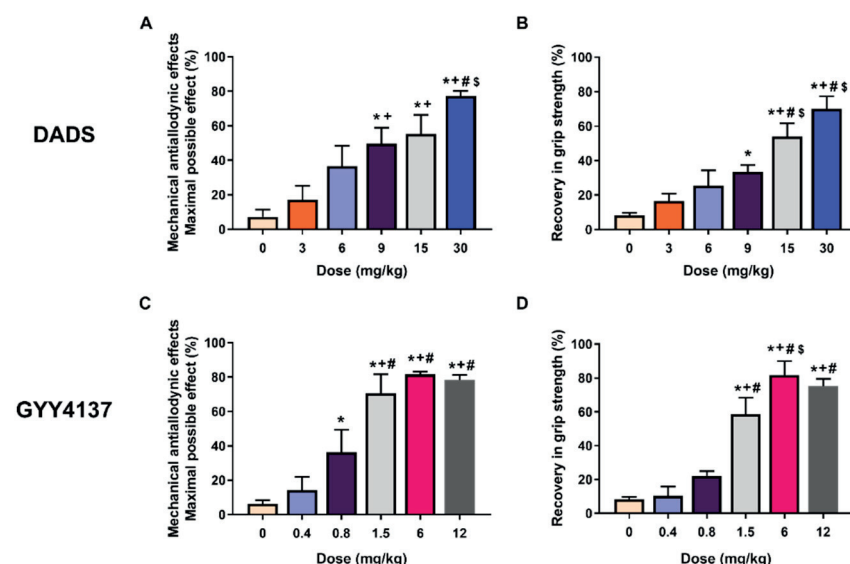 A
B
DADS
Mechanical antiallodynic effects
Maximal possible effect (%)
100
80
60
40
20
0
* +
* +
*+# $
0 3 6 9 15 30
Dose (mg/kg)
Recovery in grip strength (%)
100
80
60
40
20
0
*
*+# $
*+# $
0 3 6 9 15 30
Dose (mg/kg)
C
D
GYY4137
Mechanical antiallodynic effects
Maximal possible effect (%)
100
80
60
40
20
0
*
*+#
*+#
*+#
0 0.4 0.8 1.5 6 12
Dose (mg/kg)
Recovery in grip strength (%)
100
80
60
40
20
0
*+#
*+# $
*+#
0 0.4 0.8 1.5 6 12
Dose (mg/kg)